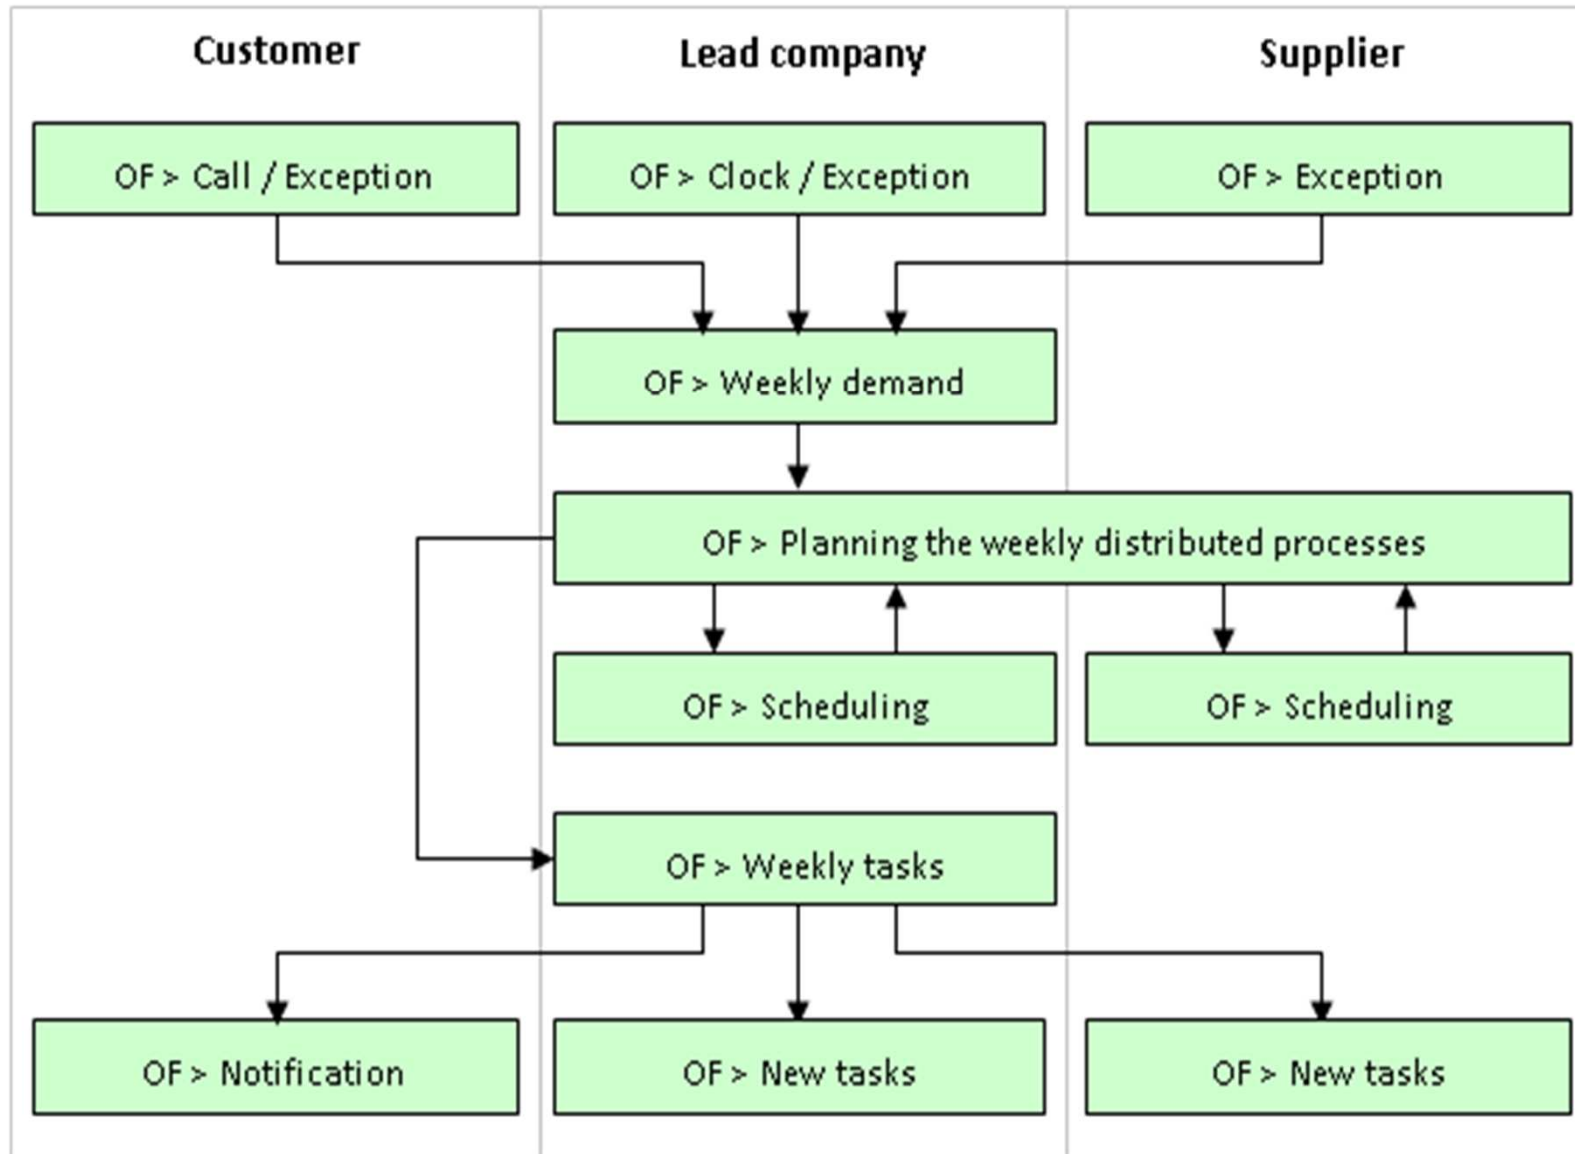 Customer
Lead company
Supplier
OF > Call / Exception
OF > Clock / Exception
OF > Exception
OF > Weekly demand
OF > Planning the weekly distributed processes
OF > Scheduling
OF > Scheduling
OF > Weekly tasks
OF > Notification
OF > New tasks
OF > New tasks